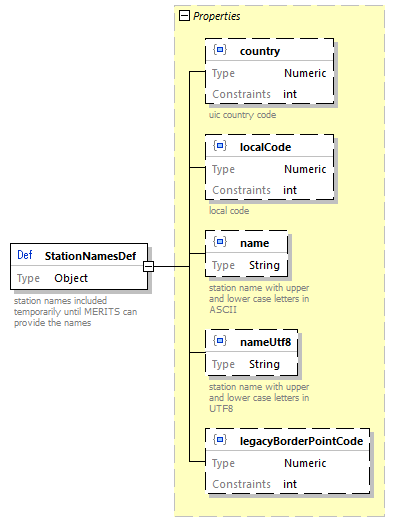 Properties
country
Type Numeric
Constraints int
uic country code
localCode
Type Numeric
Constraints int
local code
name
Type String
station name with upper
and lower case letters in
ASCII
Def StationNamesDef
Type Object
station names included
temporarily until MERITS can
provide the names
nameUtf8
Type String
station name with upper
and lower case letters in
UTF8
legacyBorderPointCode
Type Numeric
Constraints int